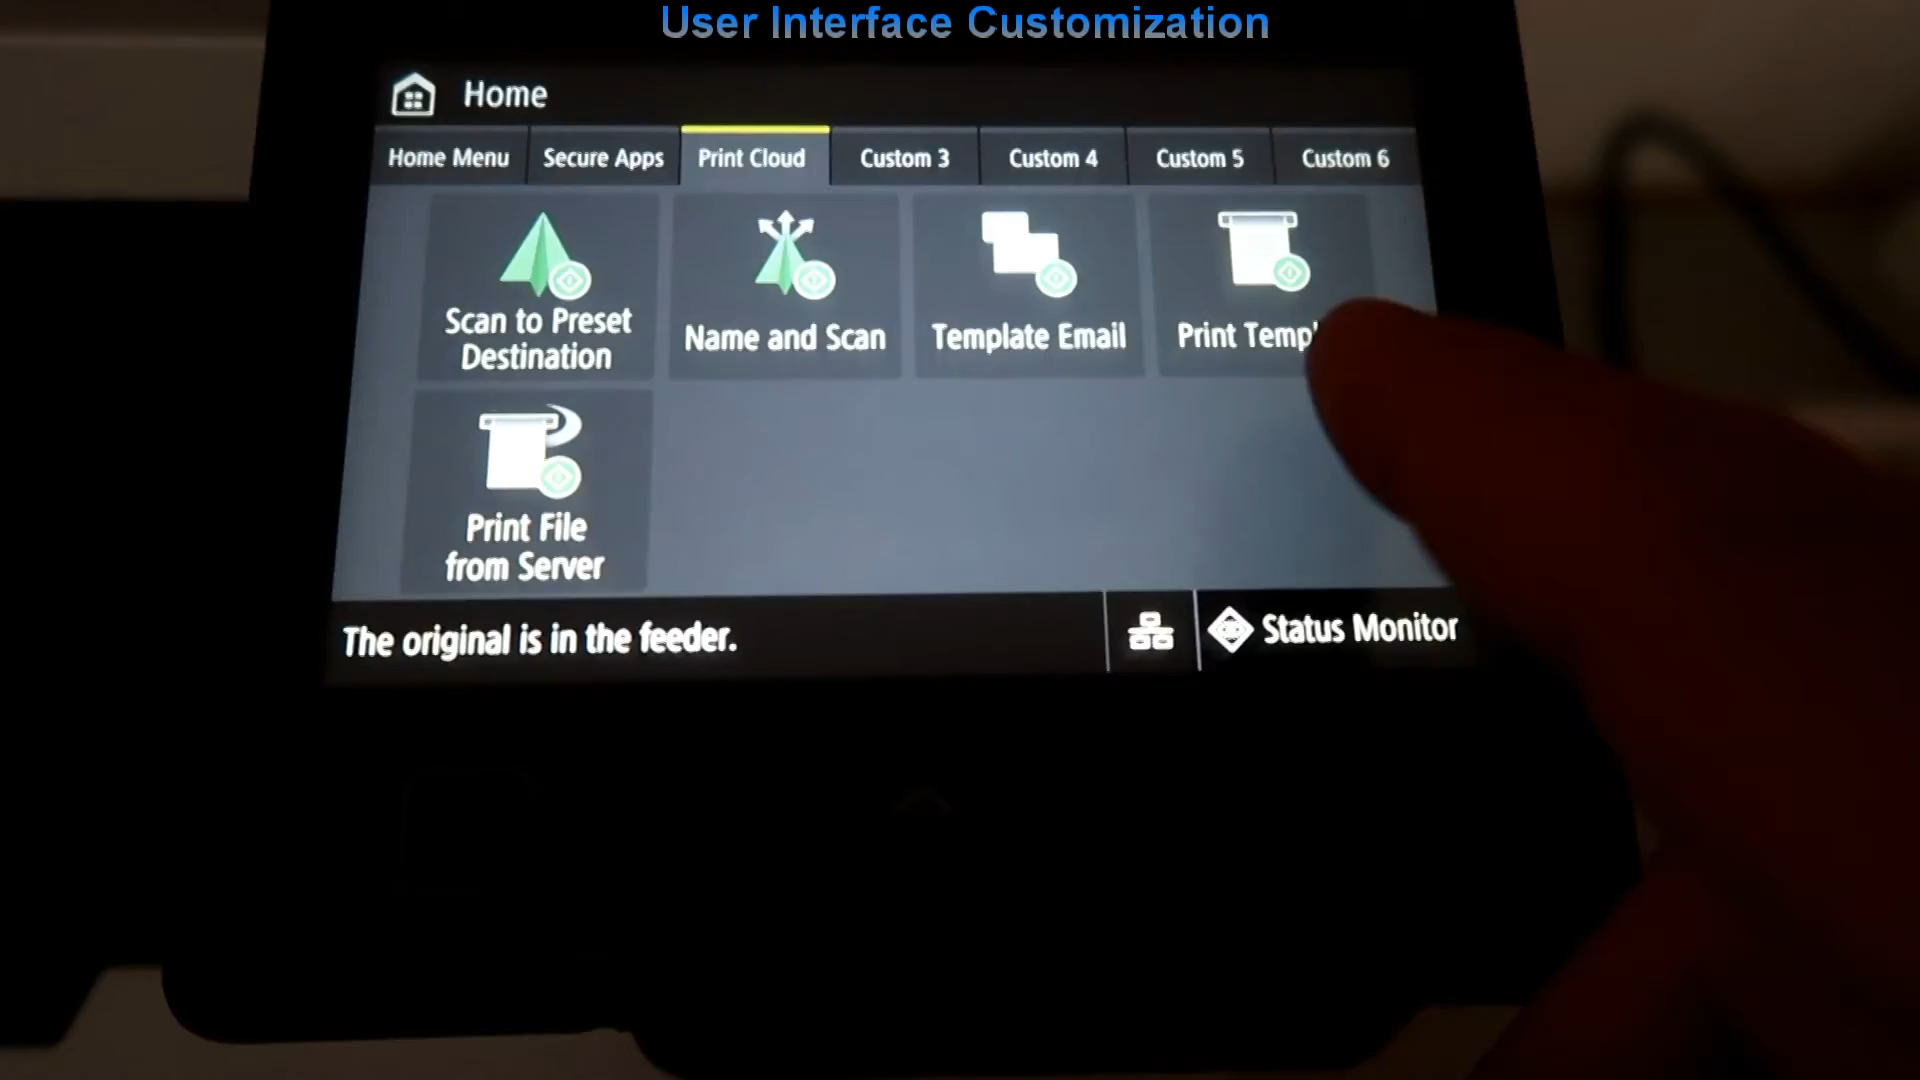 User Interface Customization
Home
Home Menu
Secure Apps
Print Cloud
Custom 3
Custom 4
Custom 5
Custom 6
Scan to Preset
Destination
Name and Scan
Template Email
Print
Print File
from Server
The original is in the feeder.
Status Monitor